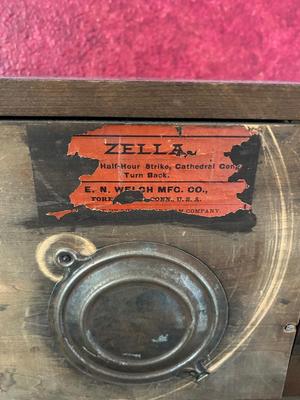 ZELLA,
Half-Hour Strike, Cathedral Gong
Turn Back.
E. N. WELCH MFG. CO.,
CONN., U. S. A.
COMPANY.